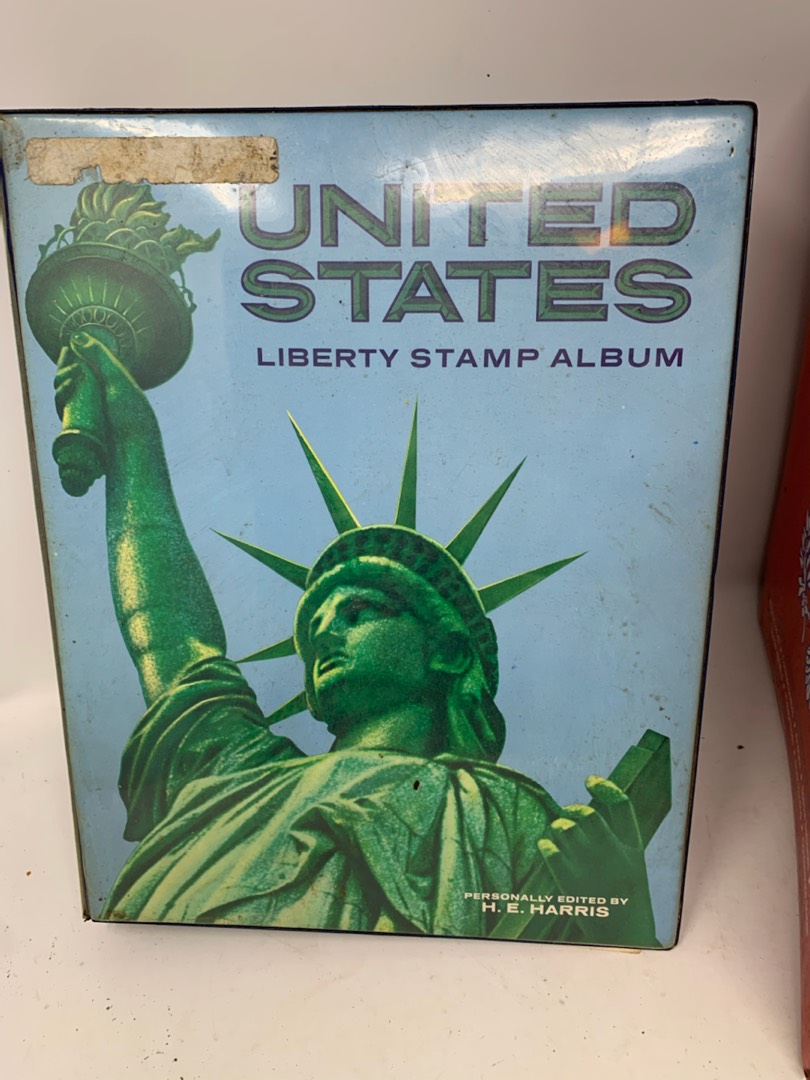 UNITED
STATES
LIBERTY STAMP ALBUM
PERSONALLY EDITED BY
H. E. HARRIS